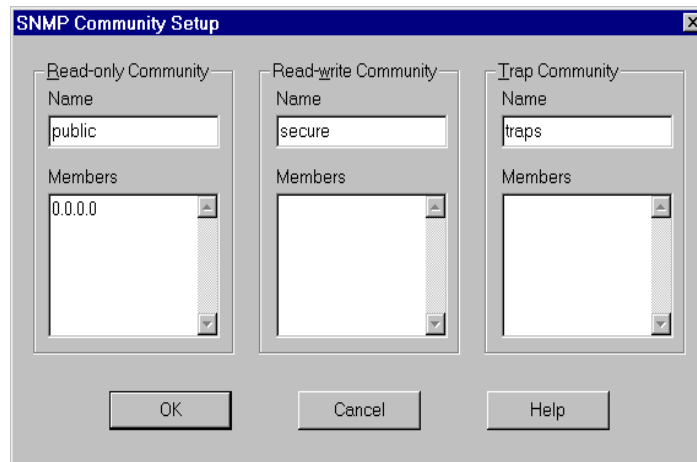 SNMP Community Setup
Read-only Community
Name
public
Members
0.0.0.0
Read-write Community
Name
secure
Members
Trap Community
Name
traps
Members
OK
Cancel
Help